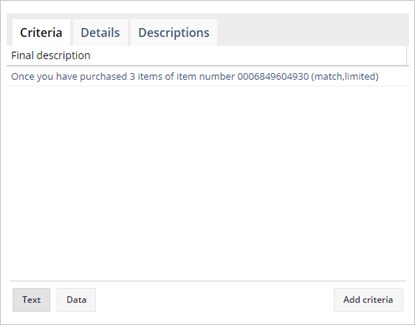 Criteria Details Descriptions
Final description
Once you have purchased 3 items of item number 0006849604930 (match,limited)
Text Data Add criteria